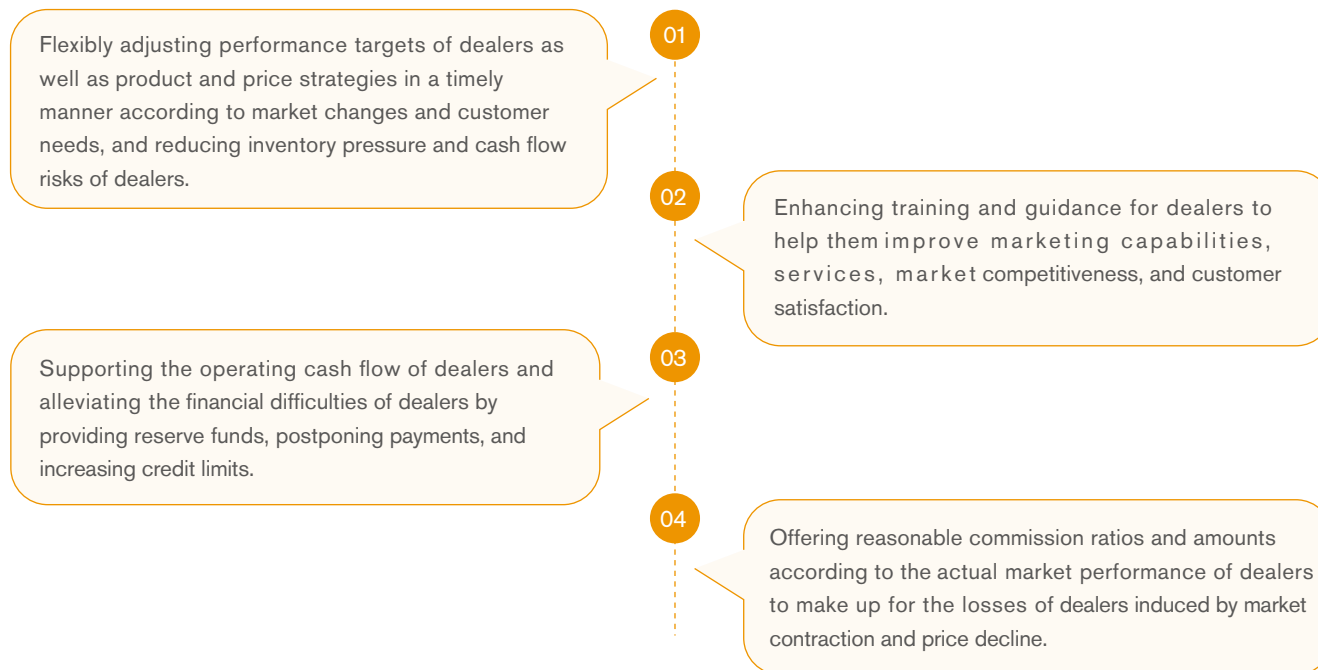 01
Flexibly adjusting performance targets of dealers as
well as product and price strategies in a timely
manner according to market changes and customer
needs, and reducing inventory pressure and cash flow
risks of dealers.
02
Enhancing training and guidance for dealers to
help them improve marketing capabilities,
services, market competitiveness, and customer
satisfaction.
03
Supporting the operating cash flow of dealers and
alleviating the financial difficulties of dealers by
providing reserve funds, postponing payments, and
increasing credit limits.
04
Offering reasonable commission ratios and amounts
according to the actual market performance of dealers
to make up for the losses of dealers induced by market
contraction and price decline.